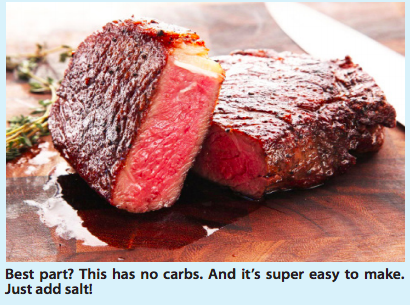 Best part? This has no carbs. And it's super easy to make.
Just add salt!